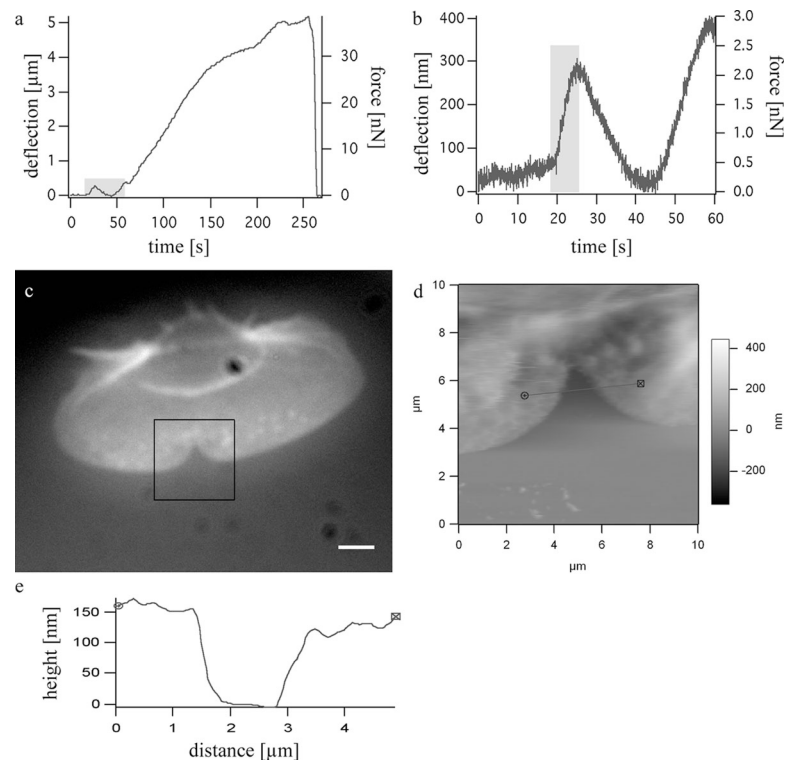 a
deflection [µm]
5
4
3
2
1
0
force [nN]
30
20
10
0
0 50 100 150 200 250
time [s]
b
deflection [nm]
400
300
200
100
0
force [nN]
3.0
2.5
2.0
1.5
1.0
0.5
0.0
0 10 20 30 40 50 60
time [s]
c
d
µm
10
8
6
4
2
0
0 2 4 6 8 10
µm
400
200
0
-200
nm
e
height [nm]
150
100
50
0
0 1 2 3 4
distance [µm]